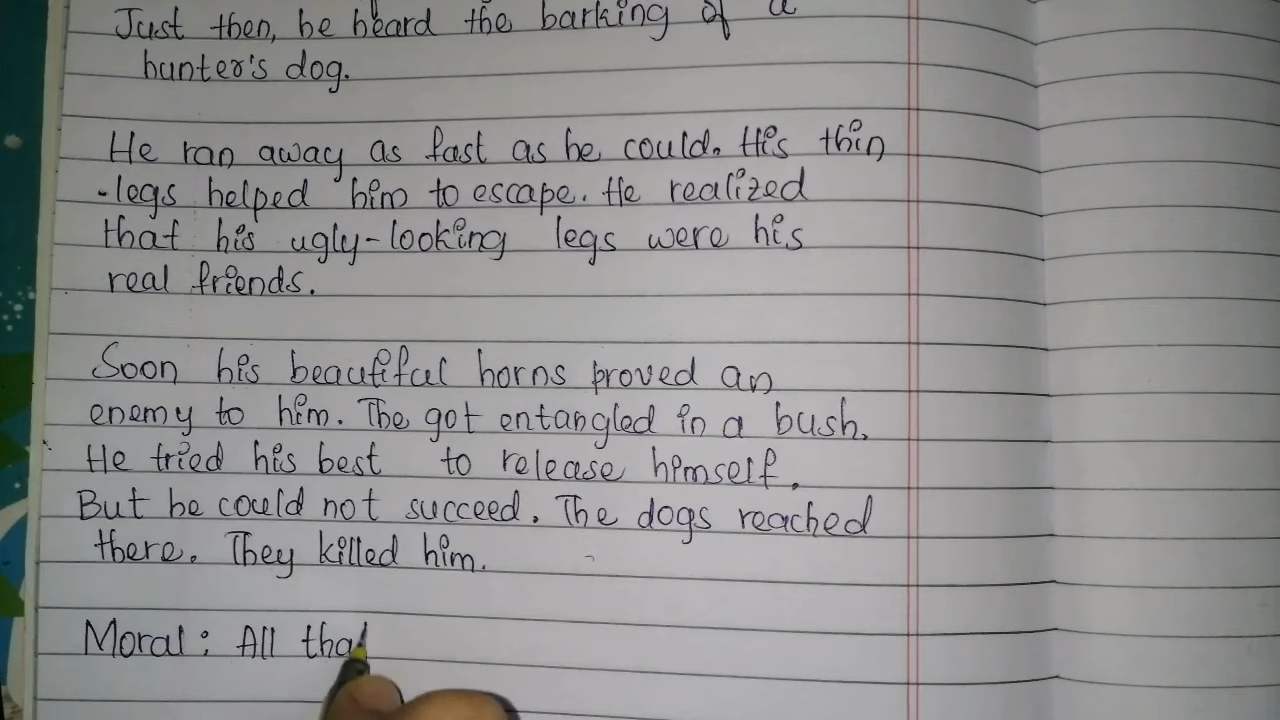 Just then, he heard the barking of a
hunter's dog.
He ran away as fast as he could. His thin
-legs helped him to escape. He realized
that his ugly-looking legs were his
real friends.
Soon his beautiful horns proved an
enemy to him. The got entangled in a bush.
He tried his best to release himself.
But he could not succeed. The dogs reached
there. They killed him.
Moral: All tha